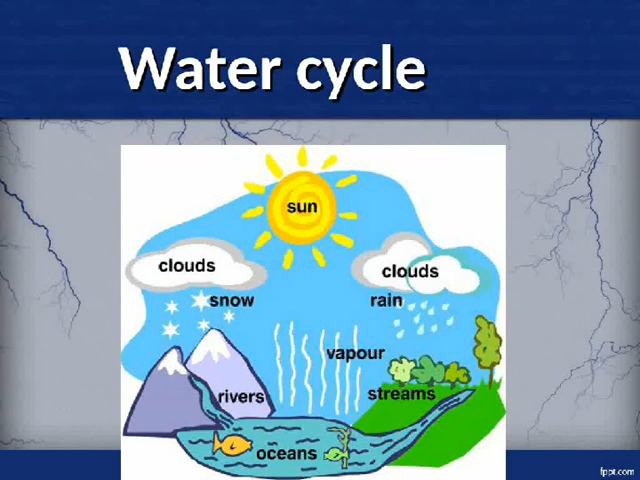 Water cycle
sun
clouds
clouds
snow
rain
vapour
rivers
streams
oceans
fppt.com